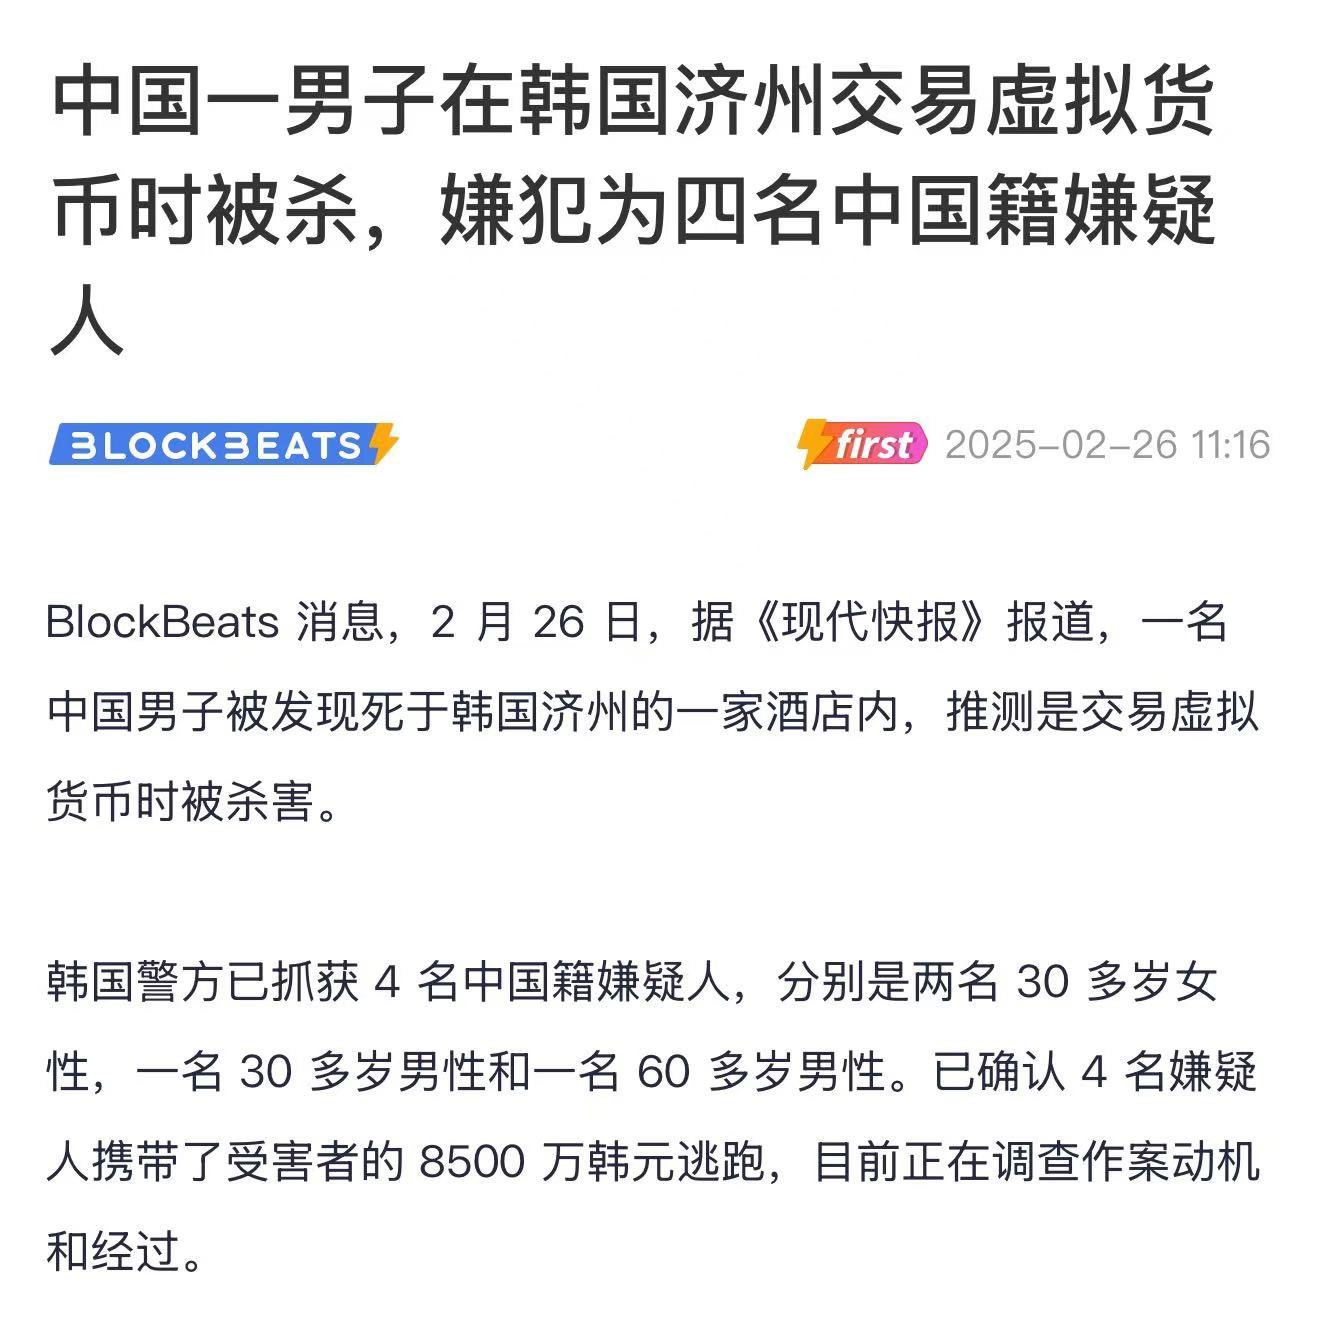 中国一男子在韩国济州交易虚拟货
币时被杀，嫌犯为四名中国籍嫌疑
人
BLOCKBEATS
first 2025-02-26 11:16
BlockBeats 消息，2 月 26 日，据《现代快报》报道，一名
中国男子被发现死于韩国济州的一家酒店内，推测是交易虚拟
货币时被杀害。
韩国警方已抓获 4 名中国籍嫌疑人，分别是两名 30 多岁女
性，一名 30 多岁男性和一名 60 多岁男性。已确认 4 名嫌疑
人携带了受害者的 8500 万韩元逃跑，目前正在调查作案动机
和经过。